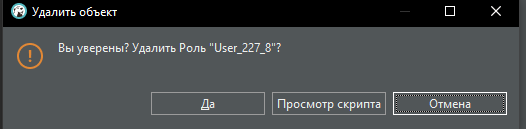 Удалить объект
Вы уверены? Удалить Роль "User_227_8"?
Да
Просмотр скрипта
Отмена